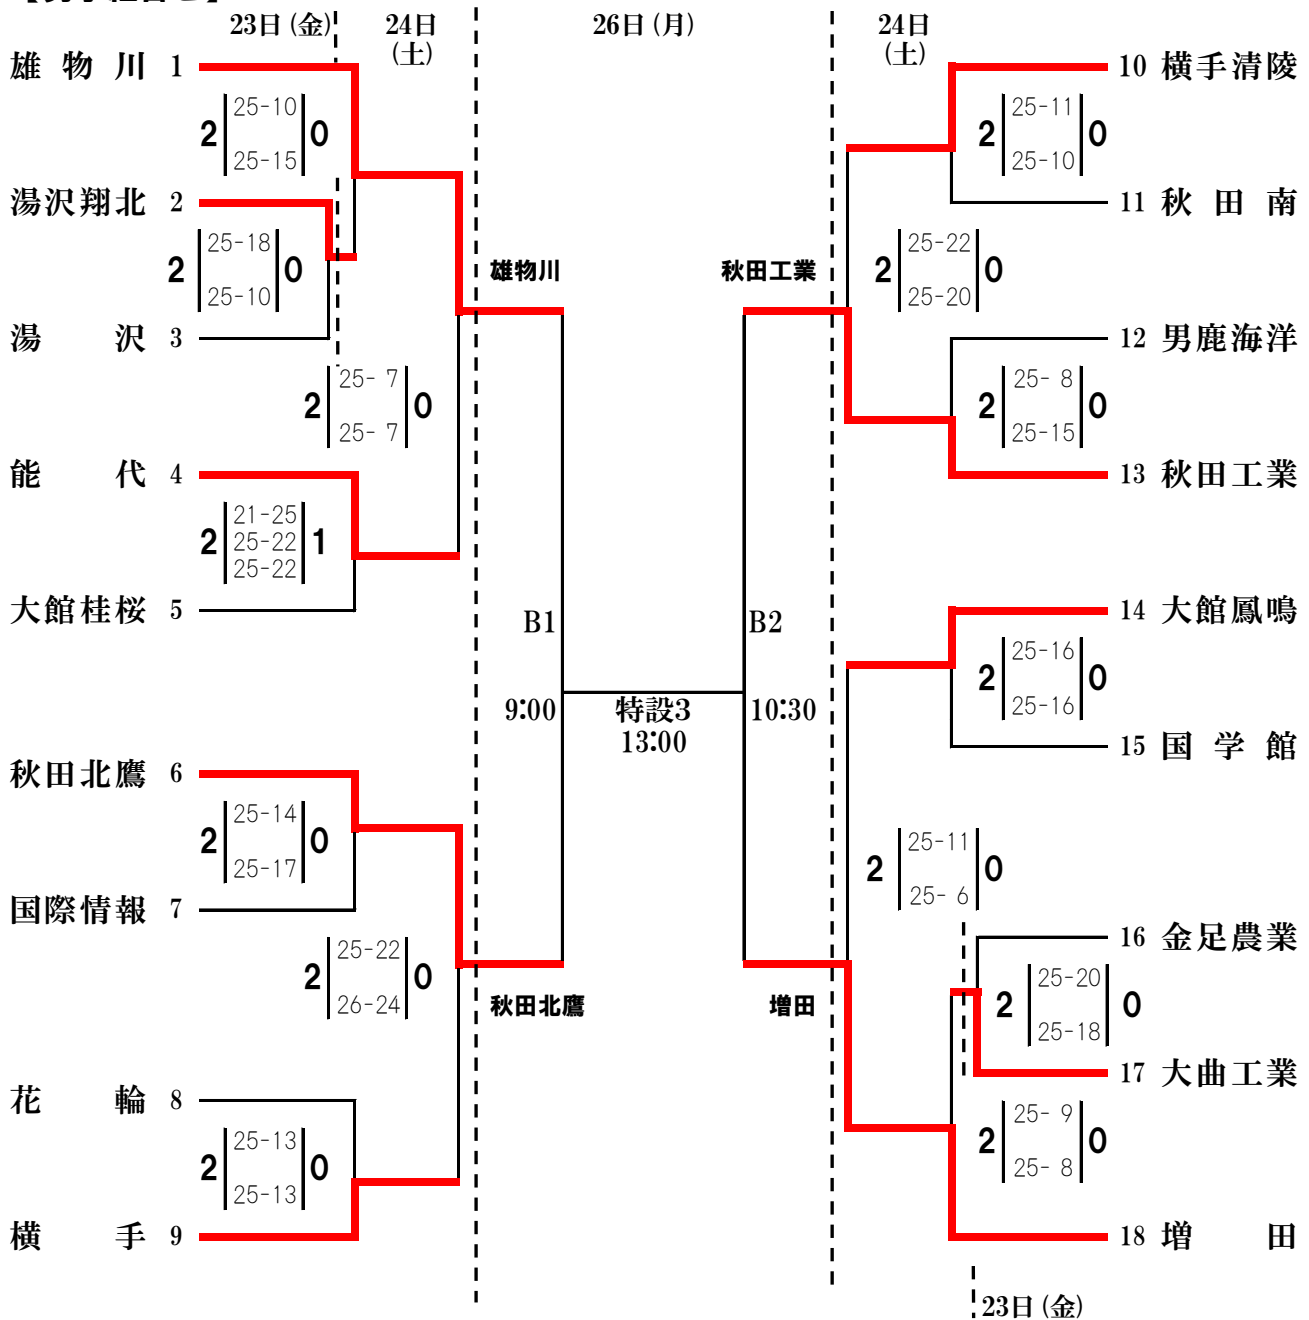 23日（金）
24日
（土）
26日（月）
24日
（土）
雄物川 1
25-10
2 0
25-15
湯沢翔北 2
25-18
2 0
25-10
湯沢 3
25- 7
2 0
25- 7
能代 4
21-25
2 25-22 1
25-22
大館桂桜 5
秋田北鷹 6
25-14
2 0
25-17
国際情報 7
25-22
2 0
26-24
花輪 8
25-13
2 0
25-13
横手 9
雄物川
秋田北鷹
B1
9:00
特設3
13:00
B2
10:30
秋田工業
増田
10 横手清陵
25-11
2 0
25-10
11 秋田南
25-22
2 0
25-20
12 男鹿海洋
25- 8
2 0
25-15
13 秋田工業
14 大館鳳鳴
25-16
2 0
25-16
15 国学館
25-11
2 0
25- 6
16 金足農業
25-20
2 0
25-18
17 大曲工業
25- 9
2 0
25- 8
18 増田
23日（金）